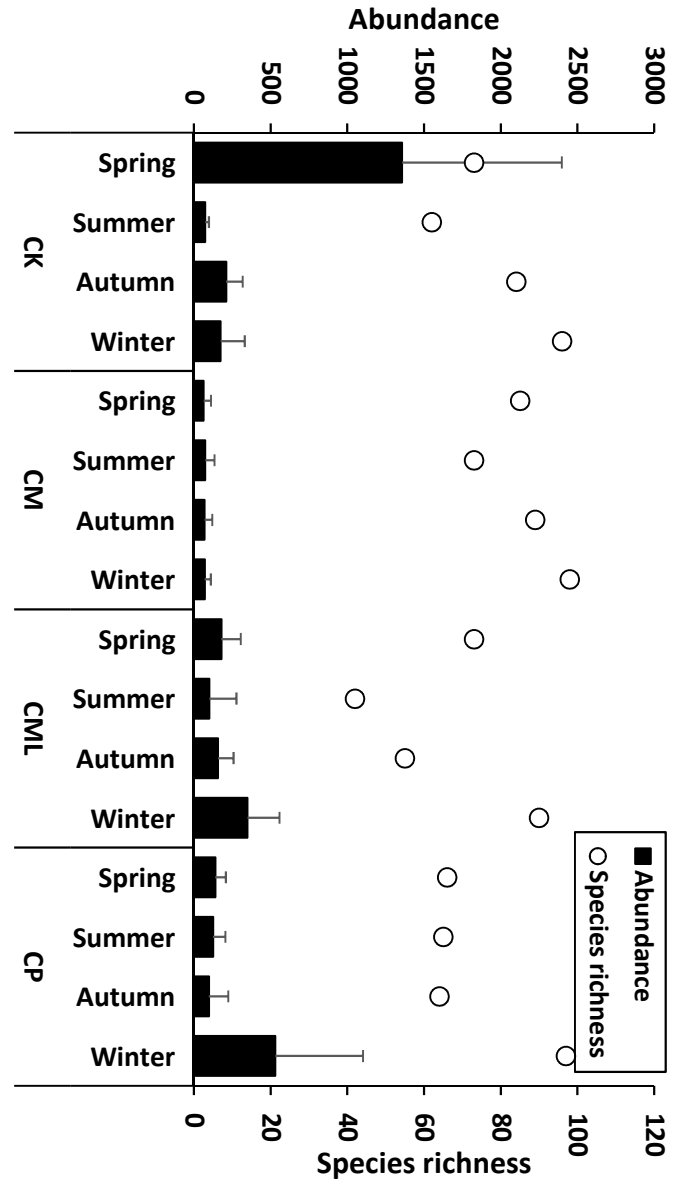 Abundance
0 500 1000 1500 2000 2500 3000
Spring
Summer
Autumn
Winter
CK
Spring
Summer
Autumn
Winter
CM
Spring
Summer
Autumn
Winter
CML
Spring
Summer
Autumn
Winter
CP
Abundance
Species richness
0 20 40 60 80 100 120
Species richness